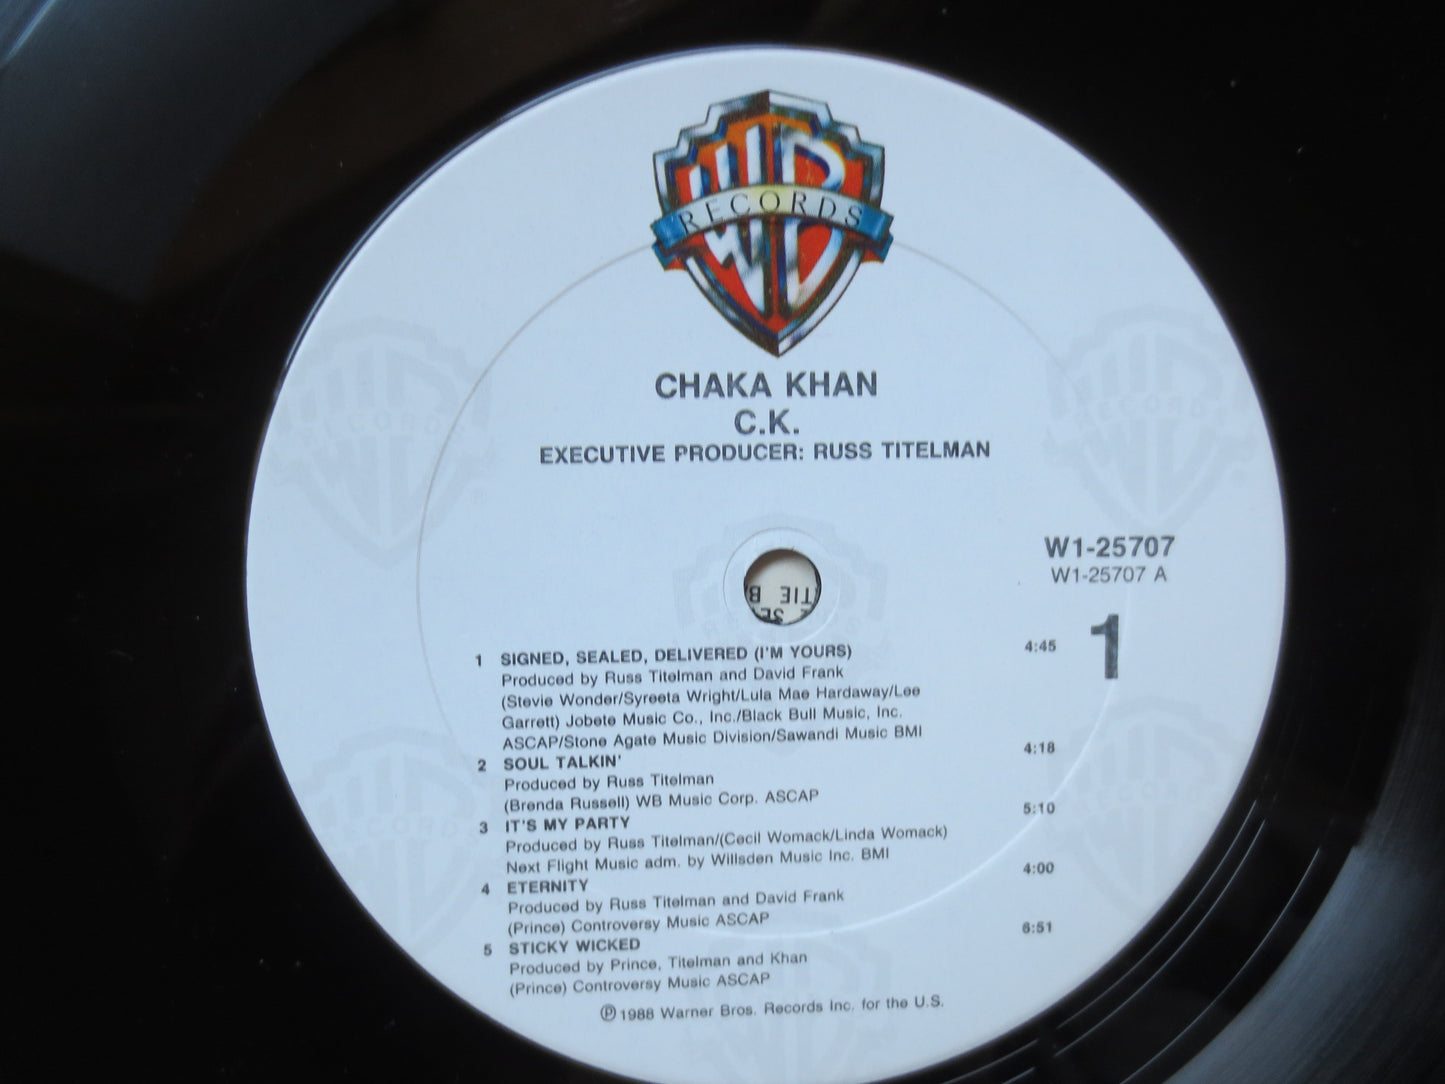 WB
RECORDS
CHAKA KHAN
C.K.
EXECUTIVE PRODUCER: RUSS TITELMAN
W1-25707
W1-25707 A
1
1 SIGNED, SEALED, DELIVERED (I'M YOURS) 4:45
Produced by Russ Titelman and David Frank
(Stevie Wonder/Syreeta Wright/Lula Mae Hardaway/Lee
Garrett) Jobete Music Co., Inc./Black Bull Music, Inc.
ASCAP/Stone Agate Music Division/Sawandi Music BMI
2 SOUL TALKIN' 4:18
Produced by Russ Titelman
(Brenda Russell) WB Music Corp. ASCAP
3 IT'S MY PARTY 5:10
Produced by Russ Titelman/(Cecil Womack/Linda Womack)
Next Flight Music adm. by Willsden Music Inc. BMI
4 ETERNITY 4:00
Produced by Russ Titelman and David Frank
(Prince) Controversy Music ASCAP
5 STICKY WICKED 6:51
Produced by Prince, Titelman and Khan
(Prince) Controversy Music ASCAP
℗ 1988 Warner Bros. Records Inc. for the U.S.